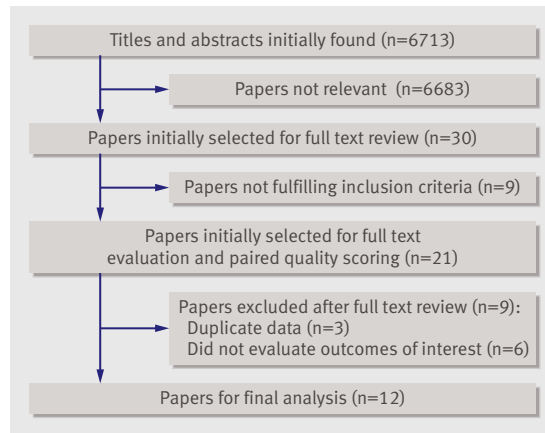 Titles and abstracts initially found (n=6713)
Papers not relevant (n=6683)
Papers initially selected for full text review (n=30)
Papers not fulfilling inclusion criteria (n=9)
Papers initially selected for full text
evaluation and paired quality scoring (n=21)
Papers excluded after full text review (n=9):
Duplicate data (n=3)
Did not evaluate outcomes of interest (n=6)
Papers for final analysis (n=12)